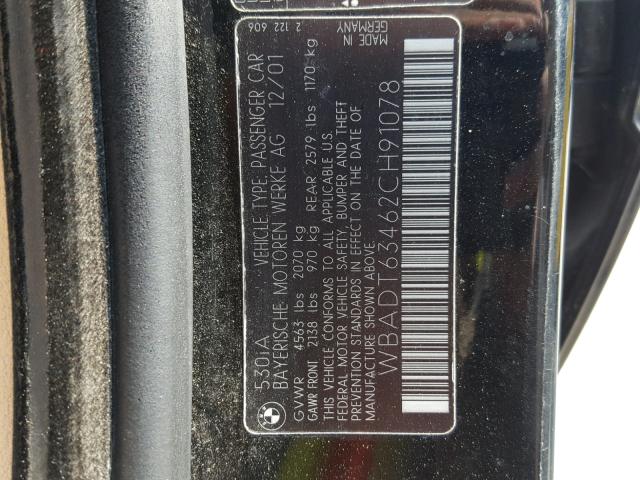 530iA VEHICLE TYPE, PASSENGER CAR
BAYERISCHE MOTOREN WERKE AG 12/01
GVWR 4563 lbs 2070 kg
GAWR FRONT 2138 lbs 970 kg REAR 2579 lbs 1170 kg
THIS VEHICLE CONFORMS TO ALL APPLICABLE U.S.
FEDERAL MOTOR VEHICLE SAFETY, BUMPER AND THEFT
PREVENTION STANDARDS IN EFFECT ON THE DATE OF
MANUFACTURE SHOWN ABOVE.
WBADT63462CH91078
2 122 606
MADE IN
GERMANY